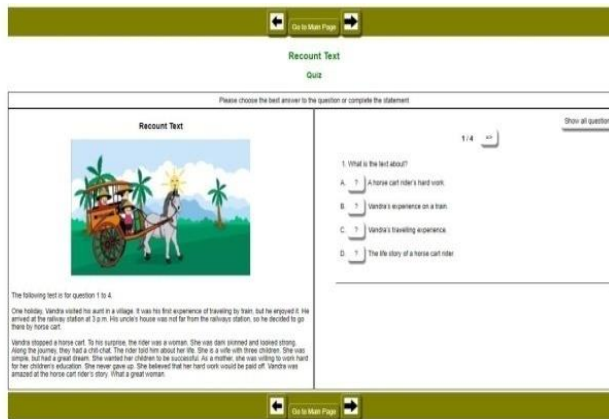 Go to Main Page
Recount Text
Quiz
Please choose the best answer to the question or complete the statement
Recount Text
The following text is for question 1 to 4.
One holiday, Vandra visited his aunt in a village. It was his first experience of traveling by train, but he enjoyed it. He
arrived at the railway station at 3 p.m. His uncle's house was not far from the railways station, so he decided to go
there by horse cart.
Vandra stopped a horse cart. To his surprise, the rider was a woman. She was dark skinned and looked strong.
Along the journey, they had a chit-chat. The rider told him about her life. She is a wife with three children. She was
simple, but had a great dream. She wanted her children to be successful. As a mother, she was willing to work hard
for her children's education. She never gave up. She believed that her hard work would be paid off. Vandra was
amazed at the horse cart rider's story. What a great woman.
Show all question
1 / 4 =>
1. What is the text about?
A. ? A horse cart rider's hard work
B. ? Vandra's experience on a train
C. ? Vandra's travelling experience
D. ? The life story of a horse cart rider
Go to Main Page